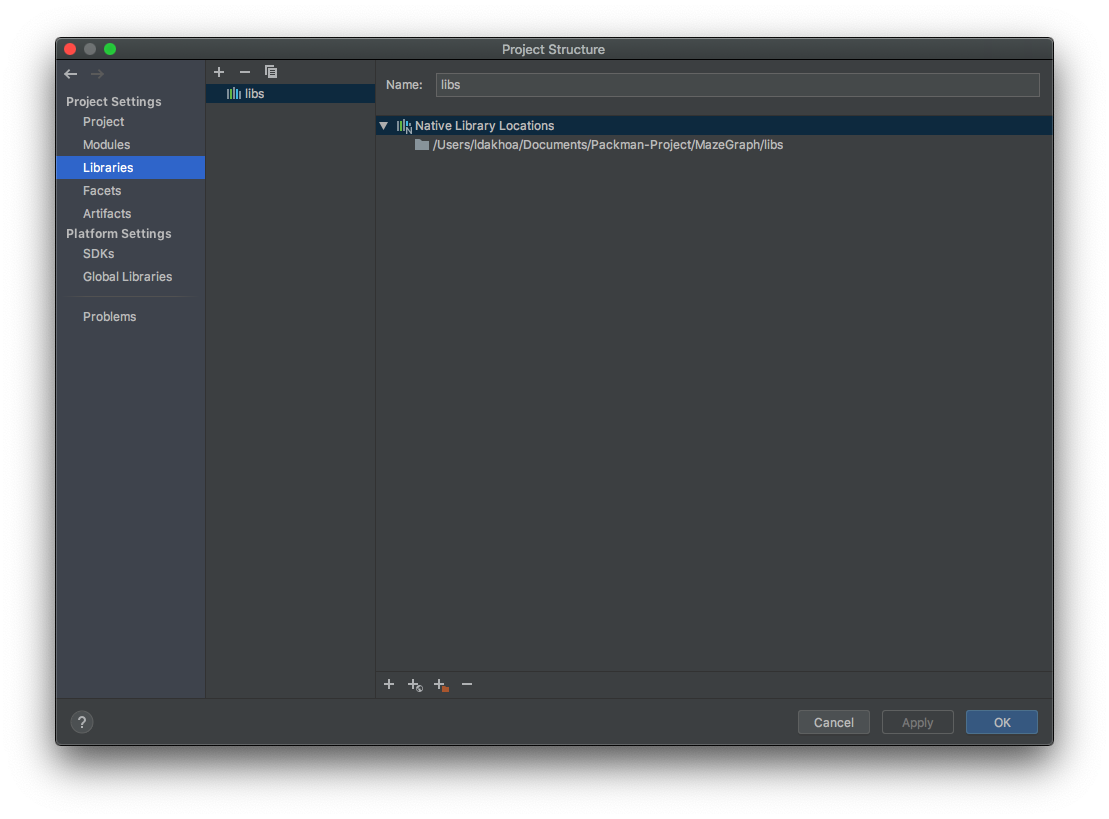 Project Structure
Project Settings
Project
Modules
Libraries
Facets
Artifacts
Platform Settings
SDKs
Global Libraries
Problems
libs
Name: libs
Native Library Locations
/Users/ldakhoa/Documents/Packman-Project/MazeGraph/libs
?
Cancel
Apply
OK